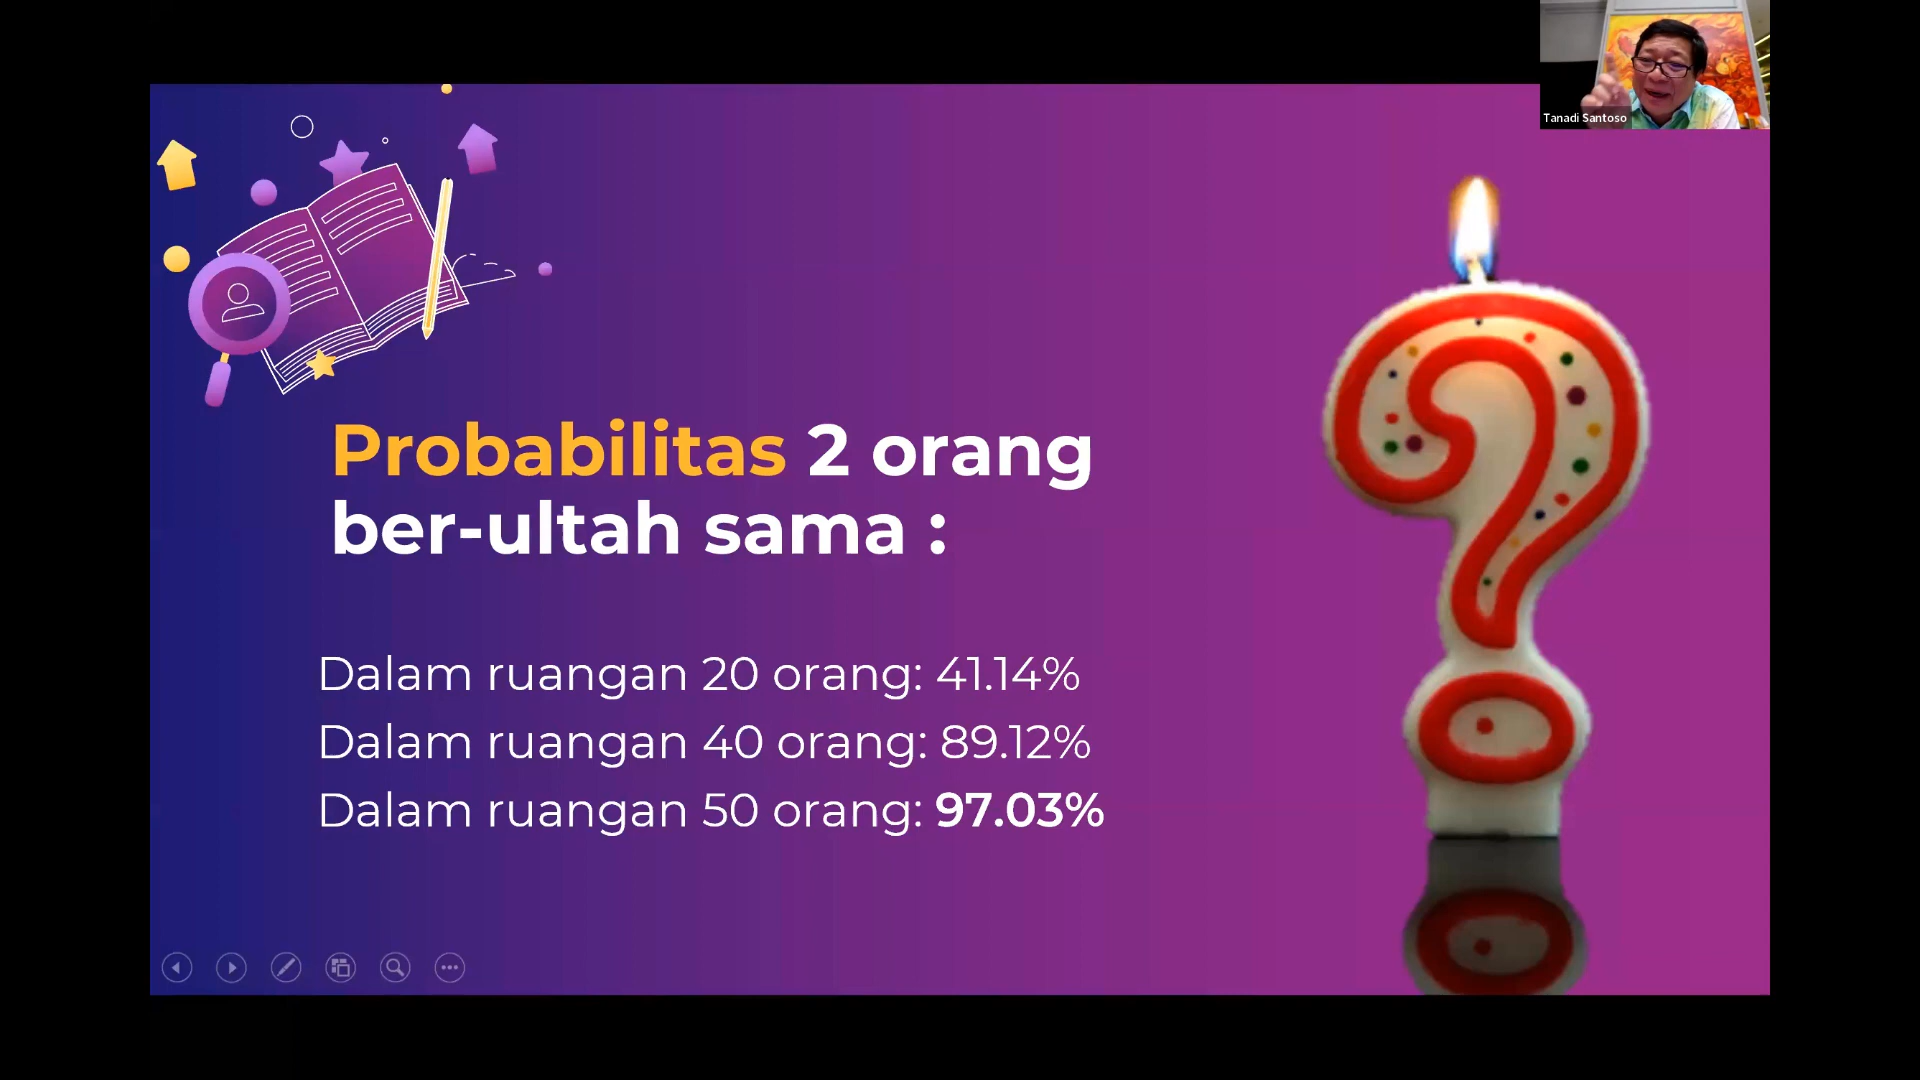 Tanadi Santoso
Probabilitas 2 orang
ber-ultah sama :
Dalam ruangan 20 orang: 41.14%
Dalam ruangan 40 orang: 89.12%
Dalam ruangan 50 orang: 97.03%